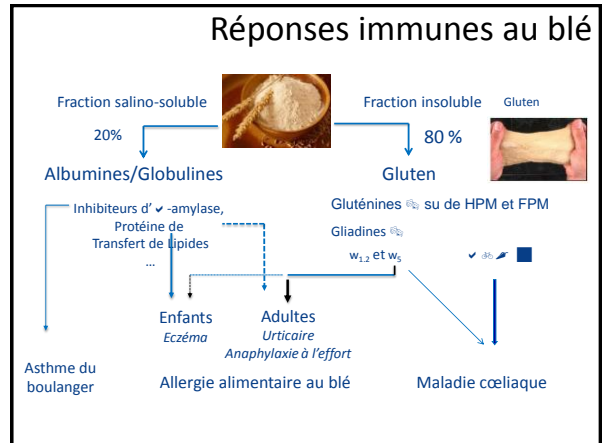 Réponses immunes au blé
Fraction salino-soluble
Fraction insoluble
Gluten
20%
80 %
Albumines/Globulines
Gluten
Inhibiteurs d’ ✔ -amylase,
Protéine de
Transfert de Lipides
…
Gluténines su de HPM et FPM
Gliadines
w1.2 et w5
Enfants
Eczéma
Adultes
Urticaire
Anaphylaxie à l’effort
Asthme du
boulanger
Allergie alimentaire au blé
Maladie cœliaque